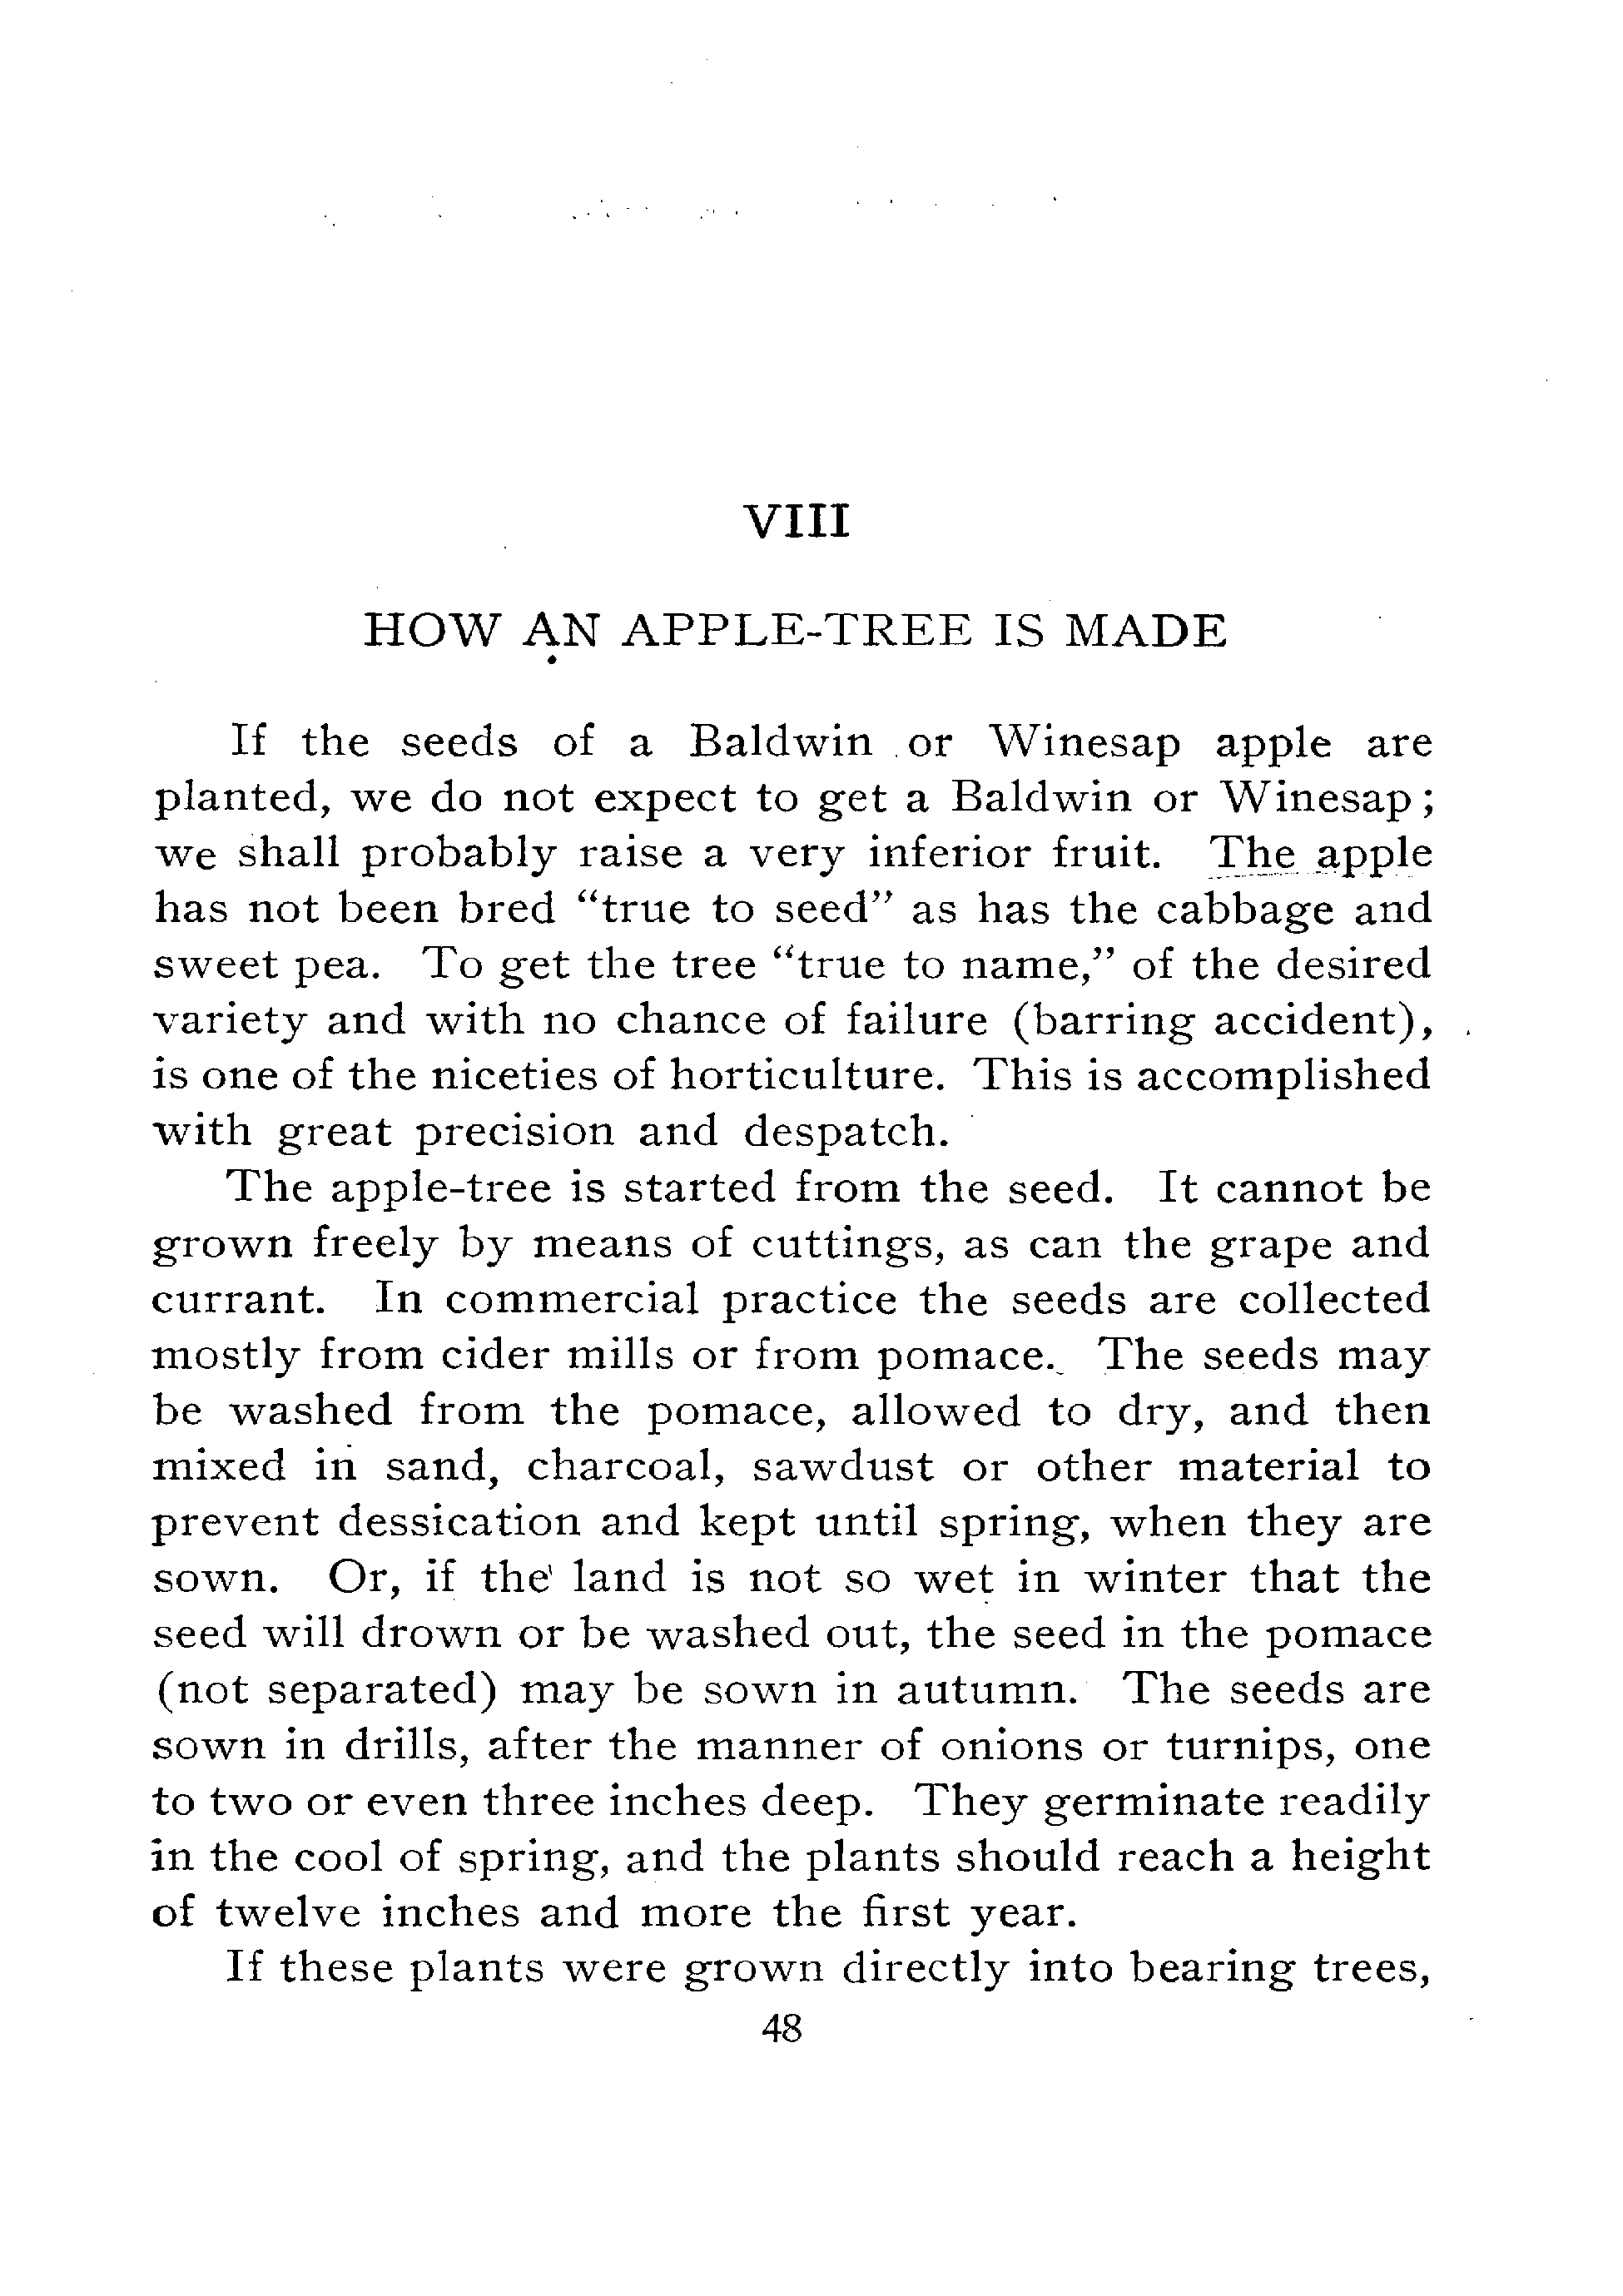 VIII
HOW AN APPLE-TREE IS MADE
If the seeds of a Baldwin or Winesap apple are
planted, we do not expect to get a Baldwin or Winesap;
we shall probably raise a very inferior fruit. The apple
has not been bred “true to seed” as has the cabbage and
sweet pea. To get the tree “true to name,” of the desired
variety and with no chance of failure (barring accident),
is one of the niceties of horticulture. This is accomplished
with great precision and despatch.
The apple-tree is started from the seed. It cannot be
grown freely by means of cuttings, as can the grape and
currant. In commercial practice the seeds are collected
mostly from cider mills or from pomace. The seeds may
be washed from the pomace, allowed to dry, and then
mixed in sand, charcoal, sawdust or other material to
prevent dessication and kept until spring, when they are
sown. Or, if the land is not so wet in winter that the
seed will drown or be washed out, the seed in the pomace
(not separated) may be sown in autumn. The seeds are
sown in drills, after the manner of onions or turnips, one
to two or even three inches deep. They germinate readily
in the cool of spring, and the plants should reach a height
of twelve inches and more the first year.
If these plants were grown directly into bearing trees,
48